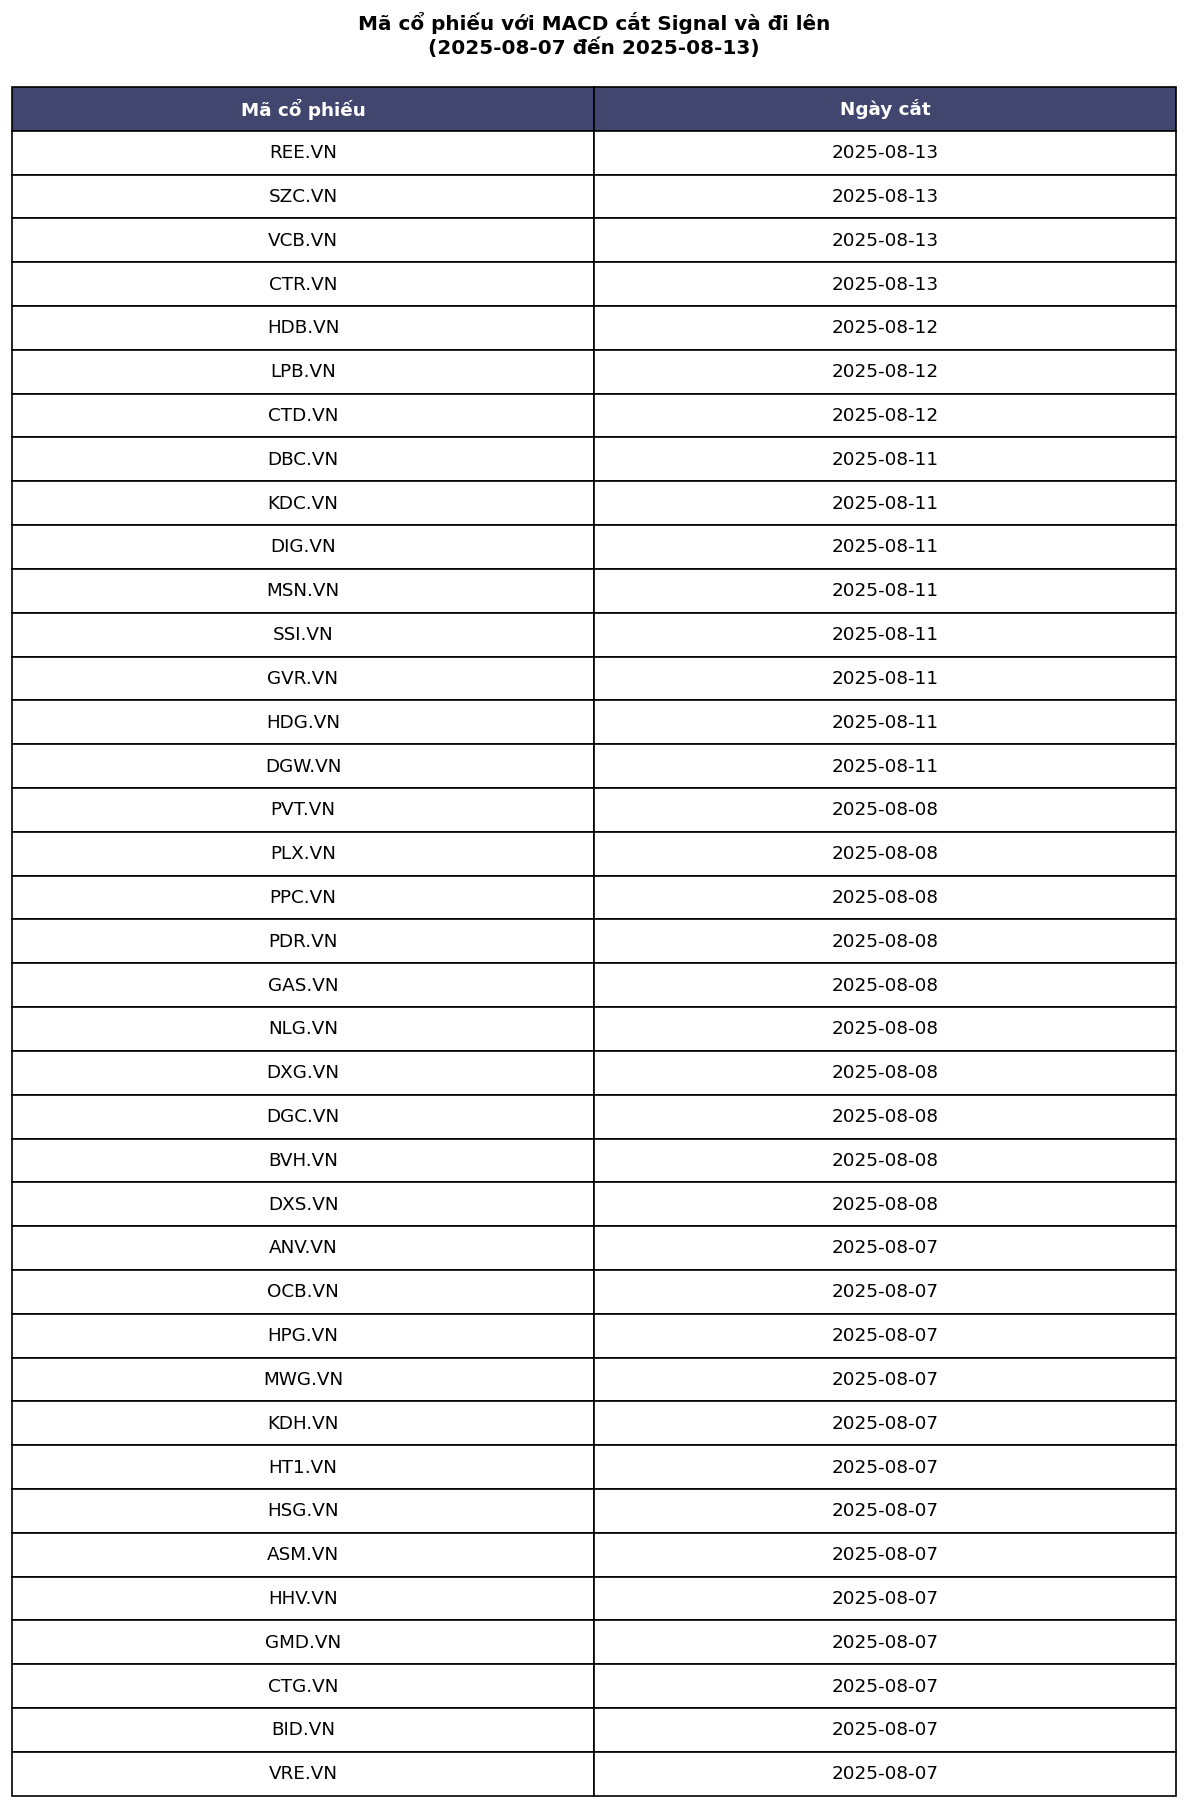 Mã cổ phiếu với MACD cắt Signal và đi lên
(2025-08-07 đến 2025-08-13)
Mã cổ phiếu Ngày cắt
REE.VN 2025-08-13
SZC.VN 2025-08-13
VCB.VN 2025-08-13
CTR.VN 2025-08-13
HDB.VN 2025-08-12
LPB.VN 2025-08-12
CTD.VN 2025-08-12
DBC.VN 2025-08-11
KDC.VN 2025-08-11
DIG.VN 2025-08-11
MSN.VN 2025-08-11
SSI.VN 2025-08-11
GVR.VN 2025-08-11
HDG.VN 2025-08-11
DGW.VN 2025-08-11
PVT.VN 2025-08-08
PLX.VN 2025-08-08
PPC.VN 2025-08-08
PDR.VN 2025-08-08
GAS.VN 2025-08-08
NLG.VN 2025-08-08
DXG.VN 2025-08-08
DGC.VN 2025-08-08
BVH.VN 2025-08-08
DXS.VN 2025-08-08
ANV.VN 2025-08-07
OCB.VN 2025-08-07
HPG.VN 2025-08-07
MWG.VN 2025-08-07
KDH.VN 2025-08-07
HT1.VN 2025-08-07
HSG.VN 2025-08-07
ASM.VN 2025-08-07
HHV.VN 2025-08-07
GMD.VN 2025-08-07
CTG.VN 2025-08-07
BID.VN 2025-08-07
VRE.VN 2025-08-07